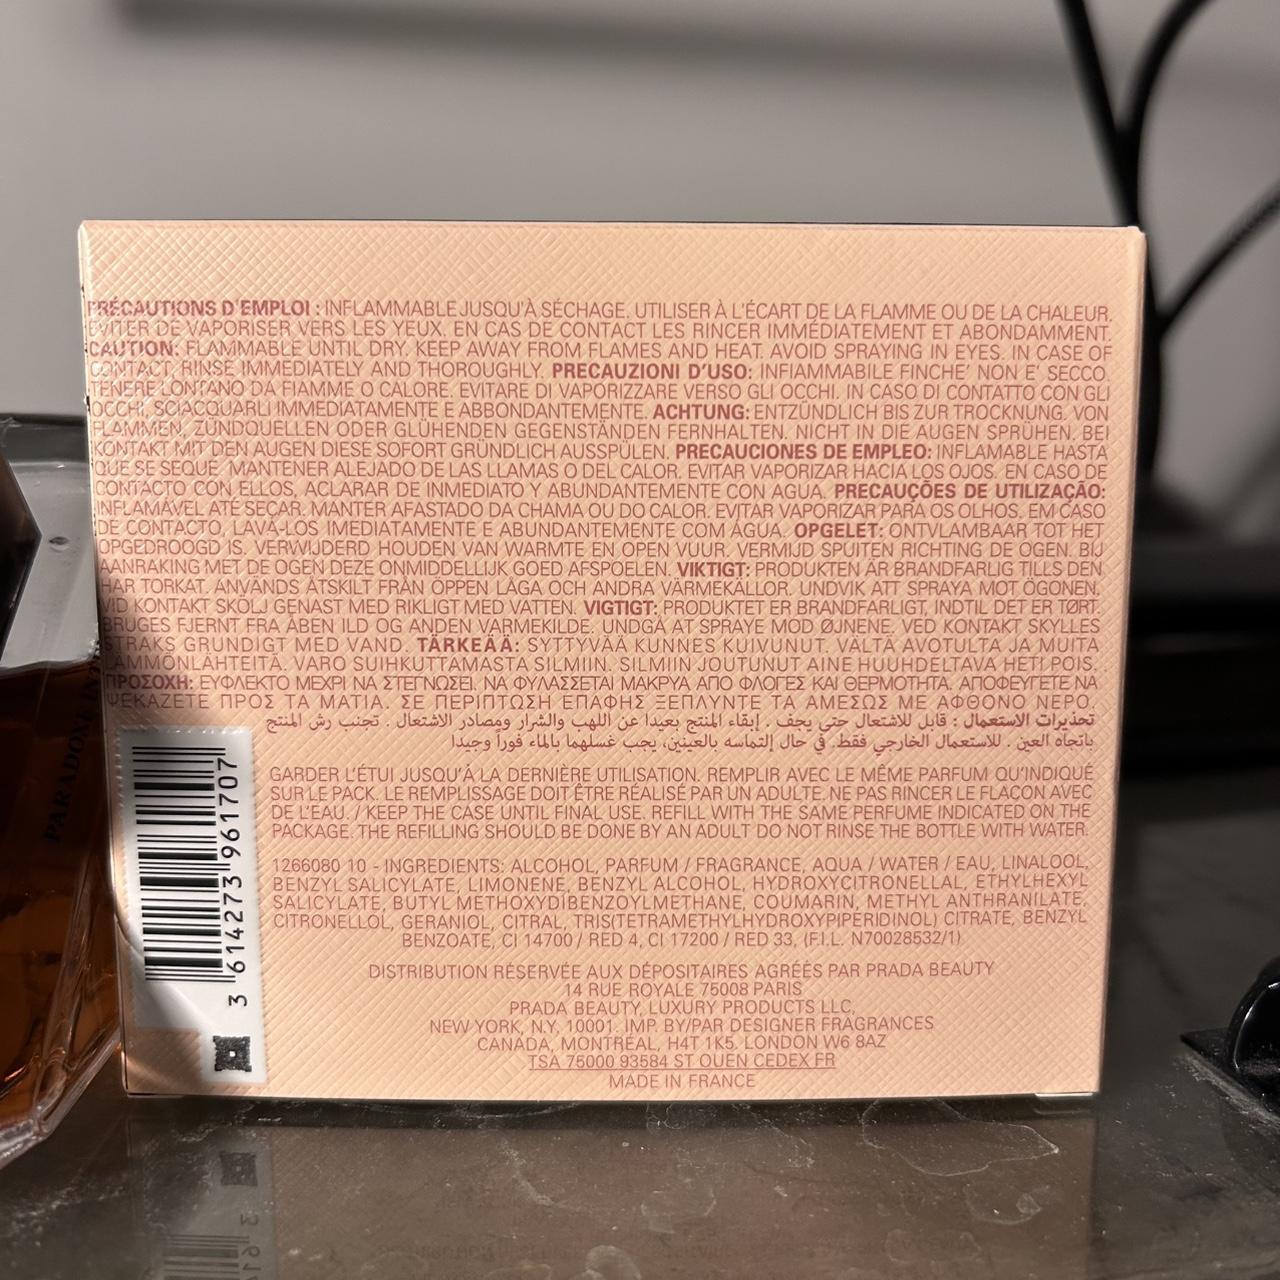 PRÉCAUTIONS D'EMPLOI : INFLAMMABLE JUSQU'À SÉCHAGE. UTILISER À L'ÉCART DE LA FLAMME OU DE LA CHALEUR.
ÉVITER DE VAPORISER VERS LES YEUX. EN CAS DE CONTACT LES RINCER IMMÉDIATEMENT ET ABONDAMMENT.
CAUTION: FLAMMABLE UNTIL DRY. KEEP AWAY FROM FLAMES AND HEAT. AVOID SPRAYING IN EYES. IN CASE OF
CONTACT, RINSE IMMEDIATELY AND THOROUGHLY. PRECAUZIONI D'USO: INFIAMMABILE FINCHE' NON E' SECCO.
TENERE LONTANO DA FIAMME O CALORE. EVITARE DI VAPORIZZARE VERSO GLI OCCHI. IN CASO DI CONTATTO CON GLI
OCCHI, SCIACQUARLI IMMEDIATAMENTE E ABBONDANTEMENTE. ACHTUNG: ENTZÜNDLICH BIS ZUR TROCKNUNG. VON
FLAMMEN, ZÜNDQUELLEN ODER GLÜHENDEN GEGENSTÄNDEN FERNHALTEN. NICHT IN DIE AUGEN SPRÜHEN. BEI
KONTAKT MIT DEN AUGEN DIESE SOFORT GRÜNDLICH AUSSPÜLEN. PRECAUCIONES DE EMPLEO: INFLAMABLE HASTA
QUE SE SEQUE. MANTENER ALEJADO DE LAS LLAMAS O DEL CALOR. EVITAR VAPORIZAR HACIA LOS OJOS. EN CASO DE
CONTACTO CON ELLOS, ACLARAR DE INMEDIATO Y ABUNDANTEMENTE CON AGUA. PRECAUÇÕES DE UTILIZAÇÃO:
INFLAMÁVEL ATÉ SECAR. MANTER AFASTADO DA CHAMA OU DO CALOR. EVITAR VAPORIZAR PARA OS OLHOS. EM CASO
DE CONTACTO, LAVÁ-LOS IMEDIATAMENTE E ABUNDANTEMENTE COM ÁGUA. OPGELET: ONTVLAMBAAR TOT HET
OPGEDROOGD IS. VERWIJDERD HOUDEN VAN WARMTE EN OPEN VUUR. VERMIJD SPUITEN RICHTING DE OGEN. BIJ
AANRAKING MET DE OGEN DEZE ONMIDDELLIJK GOED AFSPOELEN. VIKTIGT: PRODUKTEN ÄR BRANDFARLIG TILLS DEN
HAR TORKAT. ANVÄNDS ÅTSKILT FRÅN ÖPPEN LÅGA OCH ANDRA VÄRMEKÄLLOR. UNDVIK ATT SPRAYA MOT ÖGONEN.
VID KONTAKT SKÖLJ GENAST MED RIKLIGT MED VATTEN. VIGTIGT: PRODUKTET ER BRANDFARLIGT, INDTIL DET ER TØRT.
BRUGES FJERNT FRA ÅBEN ILD OG ANDEN VARMEKILDE. UNDGÅ AT SPRAYE MOD ØJNENE. VED KONTAKT SKYLLES
STRAKS GRUNDIGT MED VAND. TÄRKEÄÄ: SYTTYVÄÄ KUNNES KUIVUNUT. VÄLTÄ AVOTULTA JA MUITA
LÄMMÖNLÄHTEITÄ. VARO SUIHKUTTAMASTA SILMIIN. SILMIIN JOUTUNUT AINE HUUHDELTAVA HETI POIS.
ΠΡΟΣΟΧΗ: ΕΥΦΛΕΚΤΟ ΜΕΧΡΙ ΝΑ ΣΤΕΓΝΩΣΕΙ. ΝΑ ΦΥΛΑΣΣΕΤΑΙ ΜΑΚΡΥΑ ΑΠΟ ΦΛΟΓΕΣ ΚΑΙ ΘΕΡΜΟΤΗΤΑ. ΑΠΟΦΕΥΓΕΤΕ ΝΑ
ΨΕΚΑΖΕΤΕ ΠΡΟΣ ΤΑ ΜΑΤΙΑ. ΣΕ ΠΕΡΙΠΤΩΣΗ ΕΠΑΦΗΣ ΞΕΠΛΥΝΤΕ ΤΑ ΑΜΕΣΩΣ ΜΕ ΑΦΘΟΝΟ ΝΕΡΟ.
تحذيرات الاستعمال : قابل للاشتعال حتى يجف . إبقاء المنتج بعيدا عن اللهب والشرار ومصادر الاشتعال . تجنب رش المنتج
باتجاه العين . للاستعمال الخارجي فقط. في حال إلتماسه بالعينين، يجب غسلهما بالماء فوراً وجيدا
GARDER L'ÉTUI JUSQU'À LA DERNIÈRE UTILISATION. REMPLIR AVEC LE MÊME PARFUM QU'INDIQUÉ
SUR LE PACK. LE REMPLISSAGE DOIT ÊTRE RÉALISÉ PAR UN ADULTE. NE PAS RINCER LE FLACON AVEC
DE L'EAU. / KEEP THE CASE UNTIL FINAL USE. REFILL WITH THE SAME PERFUME INDICATED ON THE
PACKAGE. THE REFILLING SHOULD BE DONE BY AN ADULT DO NOT RINSE THE BOTTLE WITH WATER.
1266080 10 - INGREDIENTS: ALCOHOL, PARFUM / FRAGRANCE, AQUA / WATER / EAU, LINALOOL,
BENZYL SALICYLATE, LIMONENE, BENZYL ALCOHOL, HYDROXYCITRONELLAL, ETHYLHEXYL
SALICYLATE, BUTYL METHOXYDIBENZOYLMETHANE, COUMARIN, METHYL ANTHRANILATE,
CITRONELLOL, GERANIOL, CITRAL, TRIS(TETRAMETHYLHYDROXYPIPERIDINOL) CITRATE, BENZYL
BENZOATE, CI 14700 / RED 4, CI 17200 / RED 33, (F.I.L. N70028532/1)
DISTRIBUTION RÉSERVÉE AUX DÉPOSITAIRES AGRÉÉS PAR PRADA BEAUTY
14 RUE ROYALE 75008 PARIS
PRADA BEAUTY, LUXURY PRODUCTS LLC,
NEW YORK, N.Y. 10001. IMP. BY/PAR DESIGNER FRAGRANCES
CANADA, MONTRÉAL, H4T 1K5. LONDON W6 8AZ
TSA 75000 93584 ST OUEN CEDEX FR
MADE IN FRANCE
3 614273 961707
PARADOXE